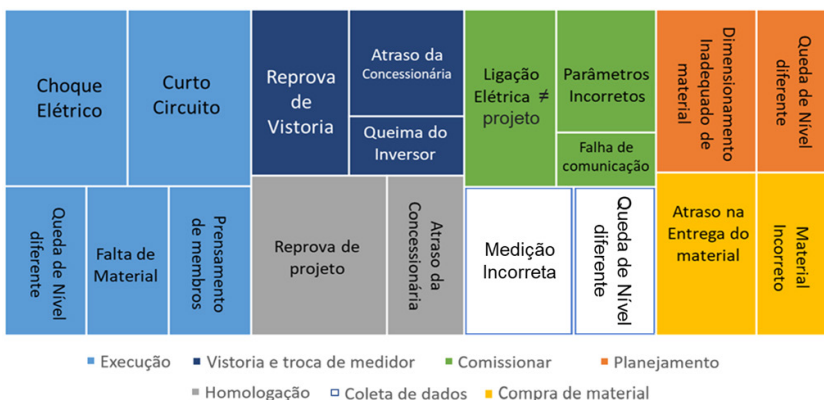 Choque
Elétrico
Curto
Circuito
Reprova
de
Vistoria
Atraso da
Concessionária
Queima do
Inversor
Ligação
Elétrica ≠
projeto
Parâmetros
Incorretos
Falha de
comunicação
Dimensionamento
Inadequado de
material
Queda de Nível
diferente
Queda de Nível
diferente
Falta de
Material
Prensamento
de membros
Reprova de
projeto
Atraso da
Concessionária
Medição
Incorreta
Queda de Nível
diferente
Atraso na
Entrega do
material
Material
Incorreto
Execução
Vistoria e troca de medidor
Comissionar
Planejamento
Homologação
Coleta de dados
Compra de material